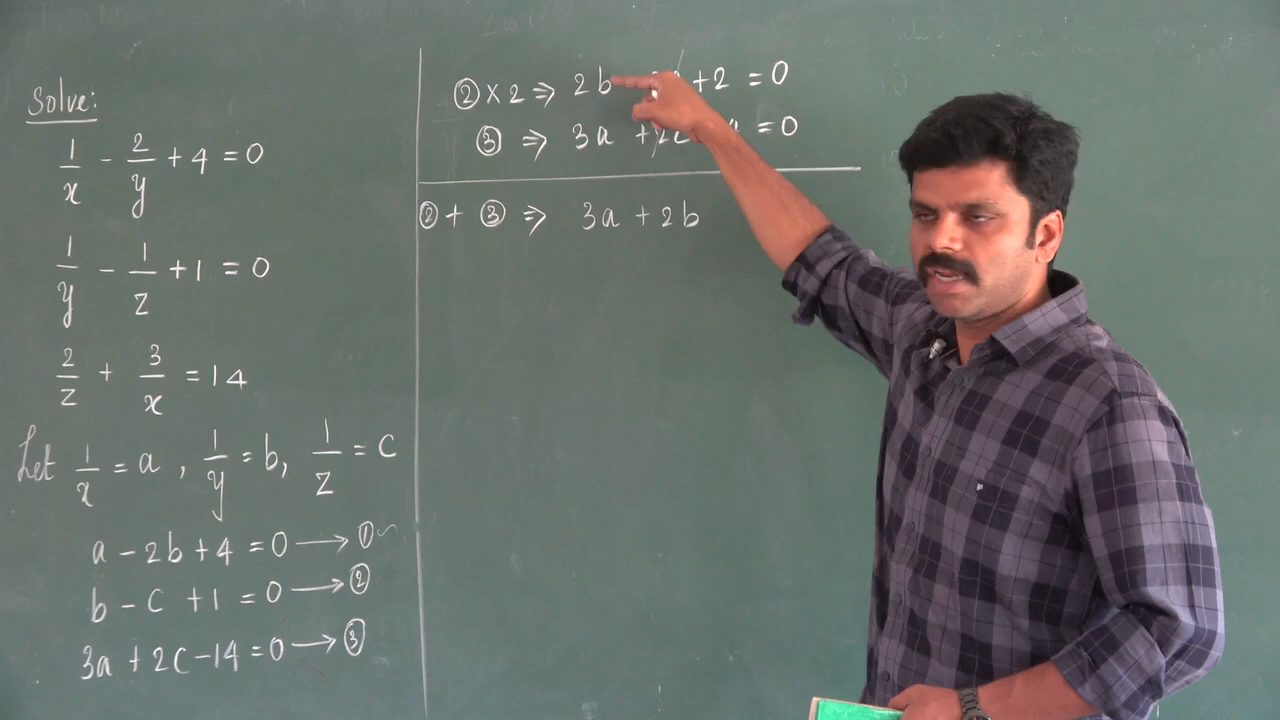 Solve:
1/x - 2/y + 4 = 0
1/y - 1/z + 1 = 0
2/z + 3/x = 14
Let 1/x = a , 1/y = b, 1/z = c
a - 2b + 4 = 0 → ①
b - c + 1 = 0 → ②
3a + 2c - 14 = 0 → ③
② × 2 ⇒ 2b + 2 = 0
③ ⇒ 3a + 2c = 0
② + ③ ⇒ 3a + 2b